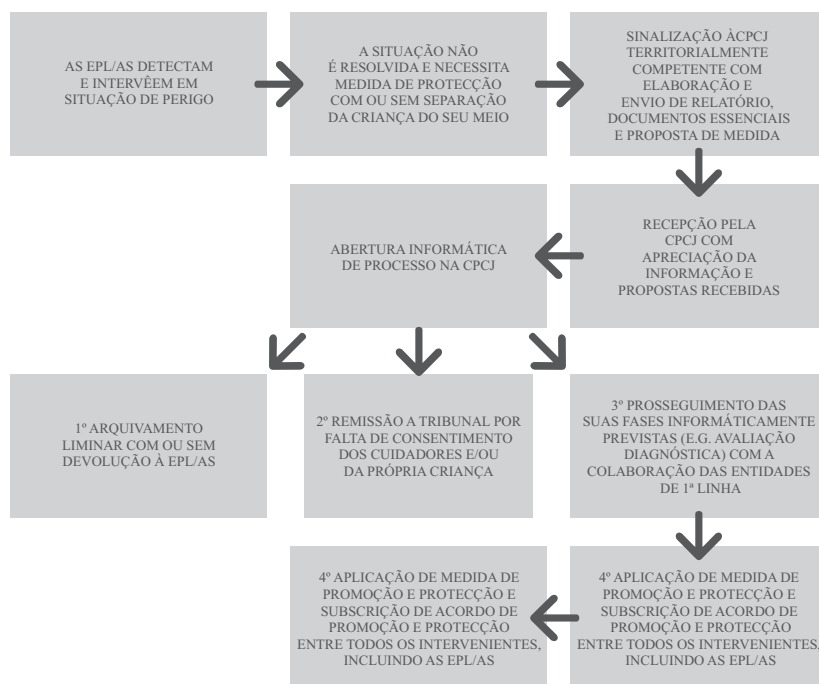 AS EPL/AS DETECTAM
E INTERVÊEM EM
SITUAÇÃO DE PERIGO
A SITUAÇÃO NÃO
É RESOLVIDA E NECESSITA
MEDIDA DE PROTECÇÃO
COM OU SEM SEPARAÇÃO
DA CRIANÇA DO SEU MEIO
SINALIZAÇÃO ÀCPCJ
TERRITORIALMENTE
COMPETENTE COM
ELABORAÇÃO E
ENVIO DE RELATÓRIO,
DOCUMENTOS ESSENCIAIS
E PROPOSTA DE MEDIDA
RECEPÇÃO PELA
CPCJ COM
APRECIAÇÃO DA
INFORMAÇÃO E
PROPOSTAS RECEBIDAS
ABERTURA INFORMÁTICA
DE PROCESSO NA CPCJ
1º ARQUIVAMENTO
LIMINAR COM OU SEM
DEVOLUÇÃO À EPL/AS
2º REMISSÃO A TRIBUNAL POR
FALTA DE CONSENTIMENTO
DOS CUIDADORES E/OU
DA PRÓPRIA CRIANÇA
3º PROSSEGUIMENTO DAS
SUAS FASES INFORMÁTICAMENTE
PREVISTAS (E.G. AVALIAÇÃO
DIAGNÓSTICA) COM A
COLABORAÇÃO DAS ENTIDADES
DE 1ª LINHA
4º APLICAÇÃO DE MEDIDA DE
PROMOÇÃO E PROTECÇÃO E
SUBSCRIÇÃO DE ACORDO DE
PROMOÇÃO E PROTECÇÃO
ENTRE TODOS OS INTERVENIENTES,
INCLUINDO AS EPL/AS
4º APLICAÇÃO DE MEDIDA DE
PROMOÇÃO E PROTECÇÃO E
SUBSCRIÇÃO DE ACORDO DE
PROMOÇÃO E PROTECÇÃO
ENTRE TODOS OS INTERVENIENTES,
INCLUINDO AS EPL/AS